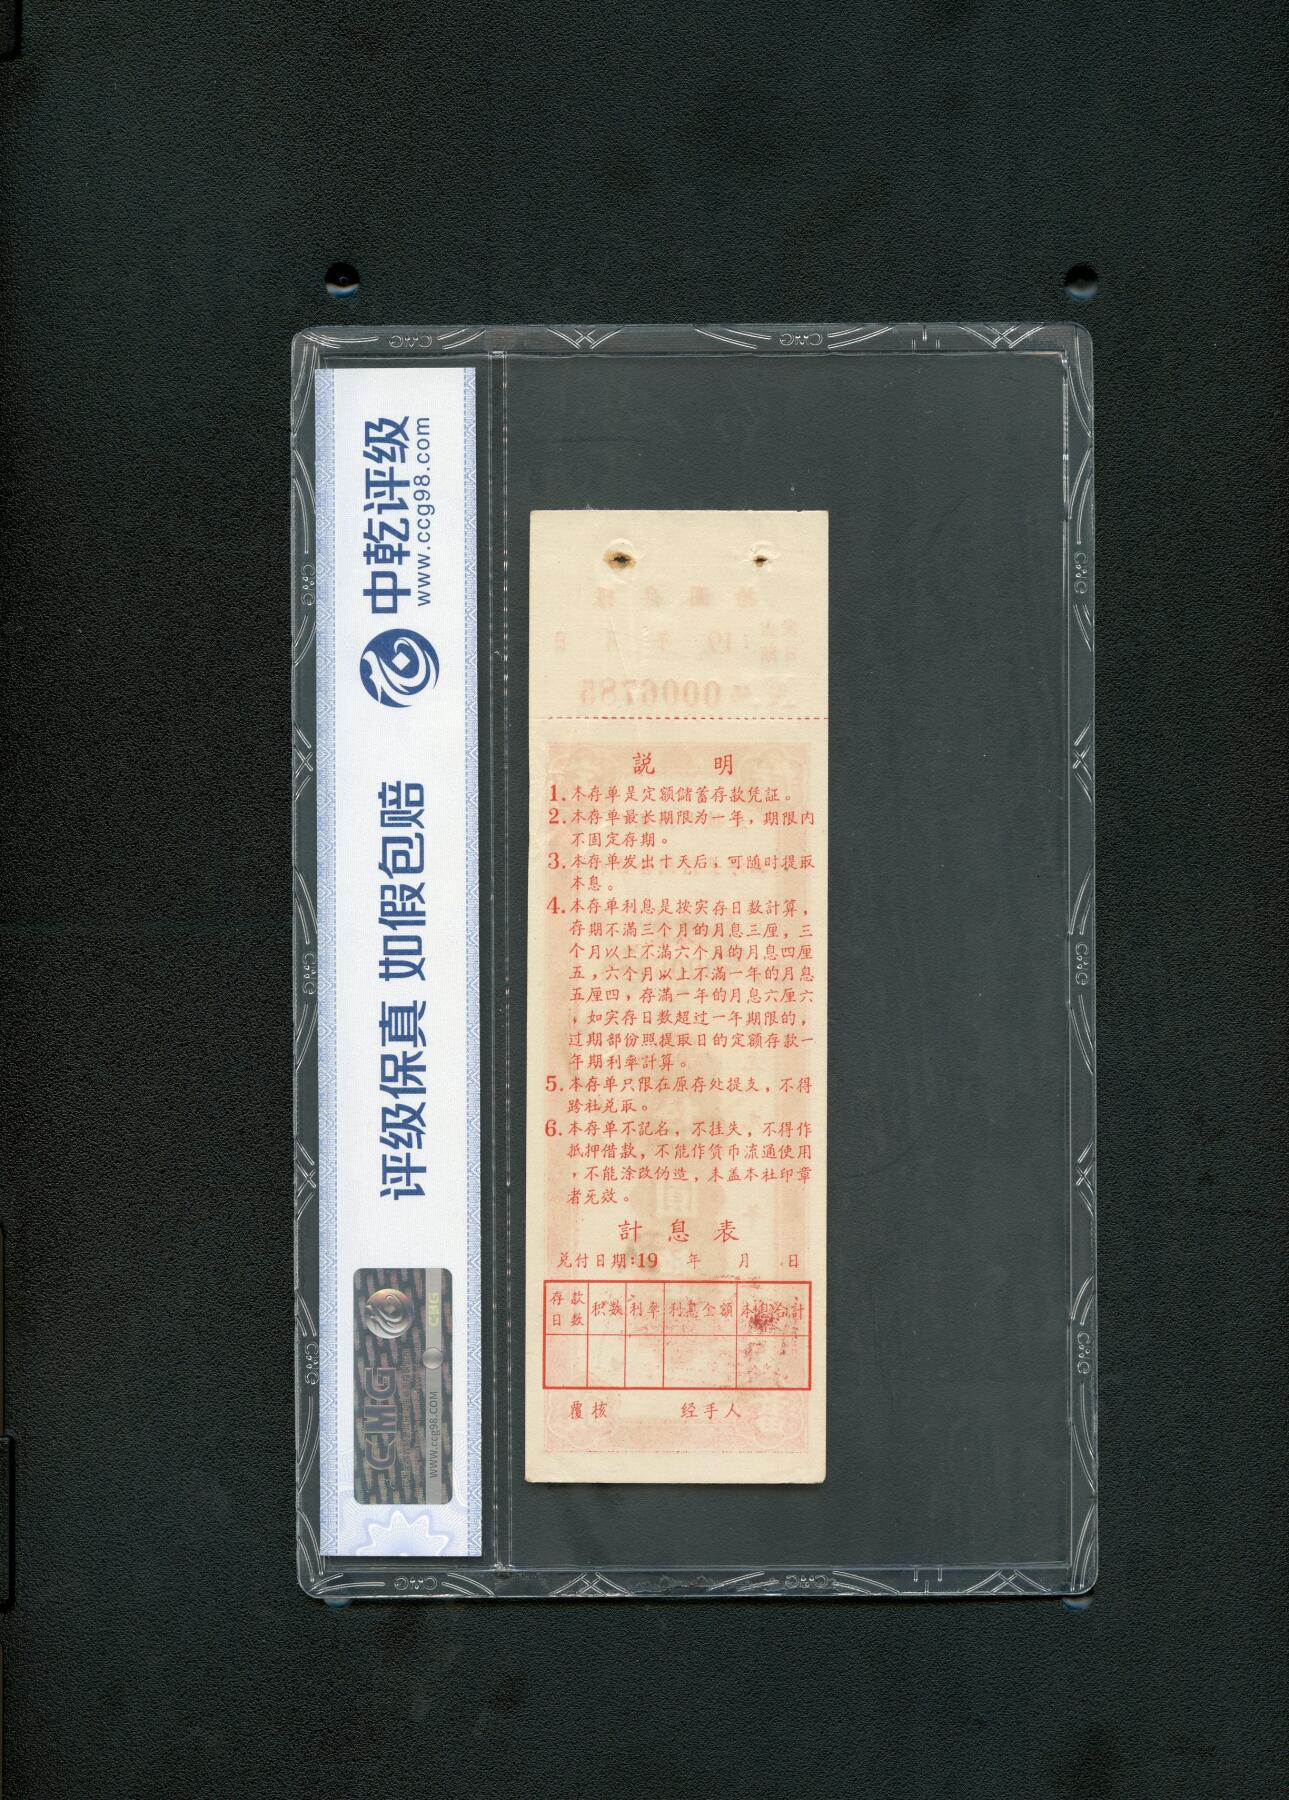 中乾评级
www.ccg98.com
评级保真 如假包赔
CMG
www.ccg98.com
CMG
0006785
説 明
1.本存单是定额储蓄存款凭証。
2.本存单最长期限为一年，期限内
不固定存期。
3.本存单发出十天后，可随时提取
本息。
4.本存单利息是按实存日数計算，
存期不滿三个月的月息三厘，三
个月以上不滿六个月的月息四厘
五，六个月以上不滿一年的月息
五厘四，存滿一年的月息六厘六
，如实存日数超过一年期限的，
过期部份照提取日的定额存款一
年期利率計算。
5.本存单只限在原存处提支，不得
跨社兑取。
6.本存单不記名，不挂失，不得作
抵押借款，不能作货币流通使用
，不能涂改伪造，未盖本社印章
者无效。
計息表
兑付日期:19 年 月 日
存款日数 积数 利率 利息金額 本息合計
覆核 经手人